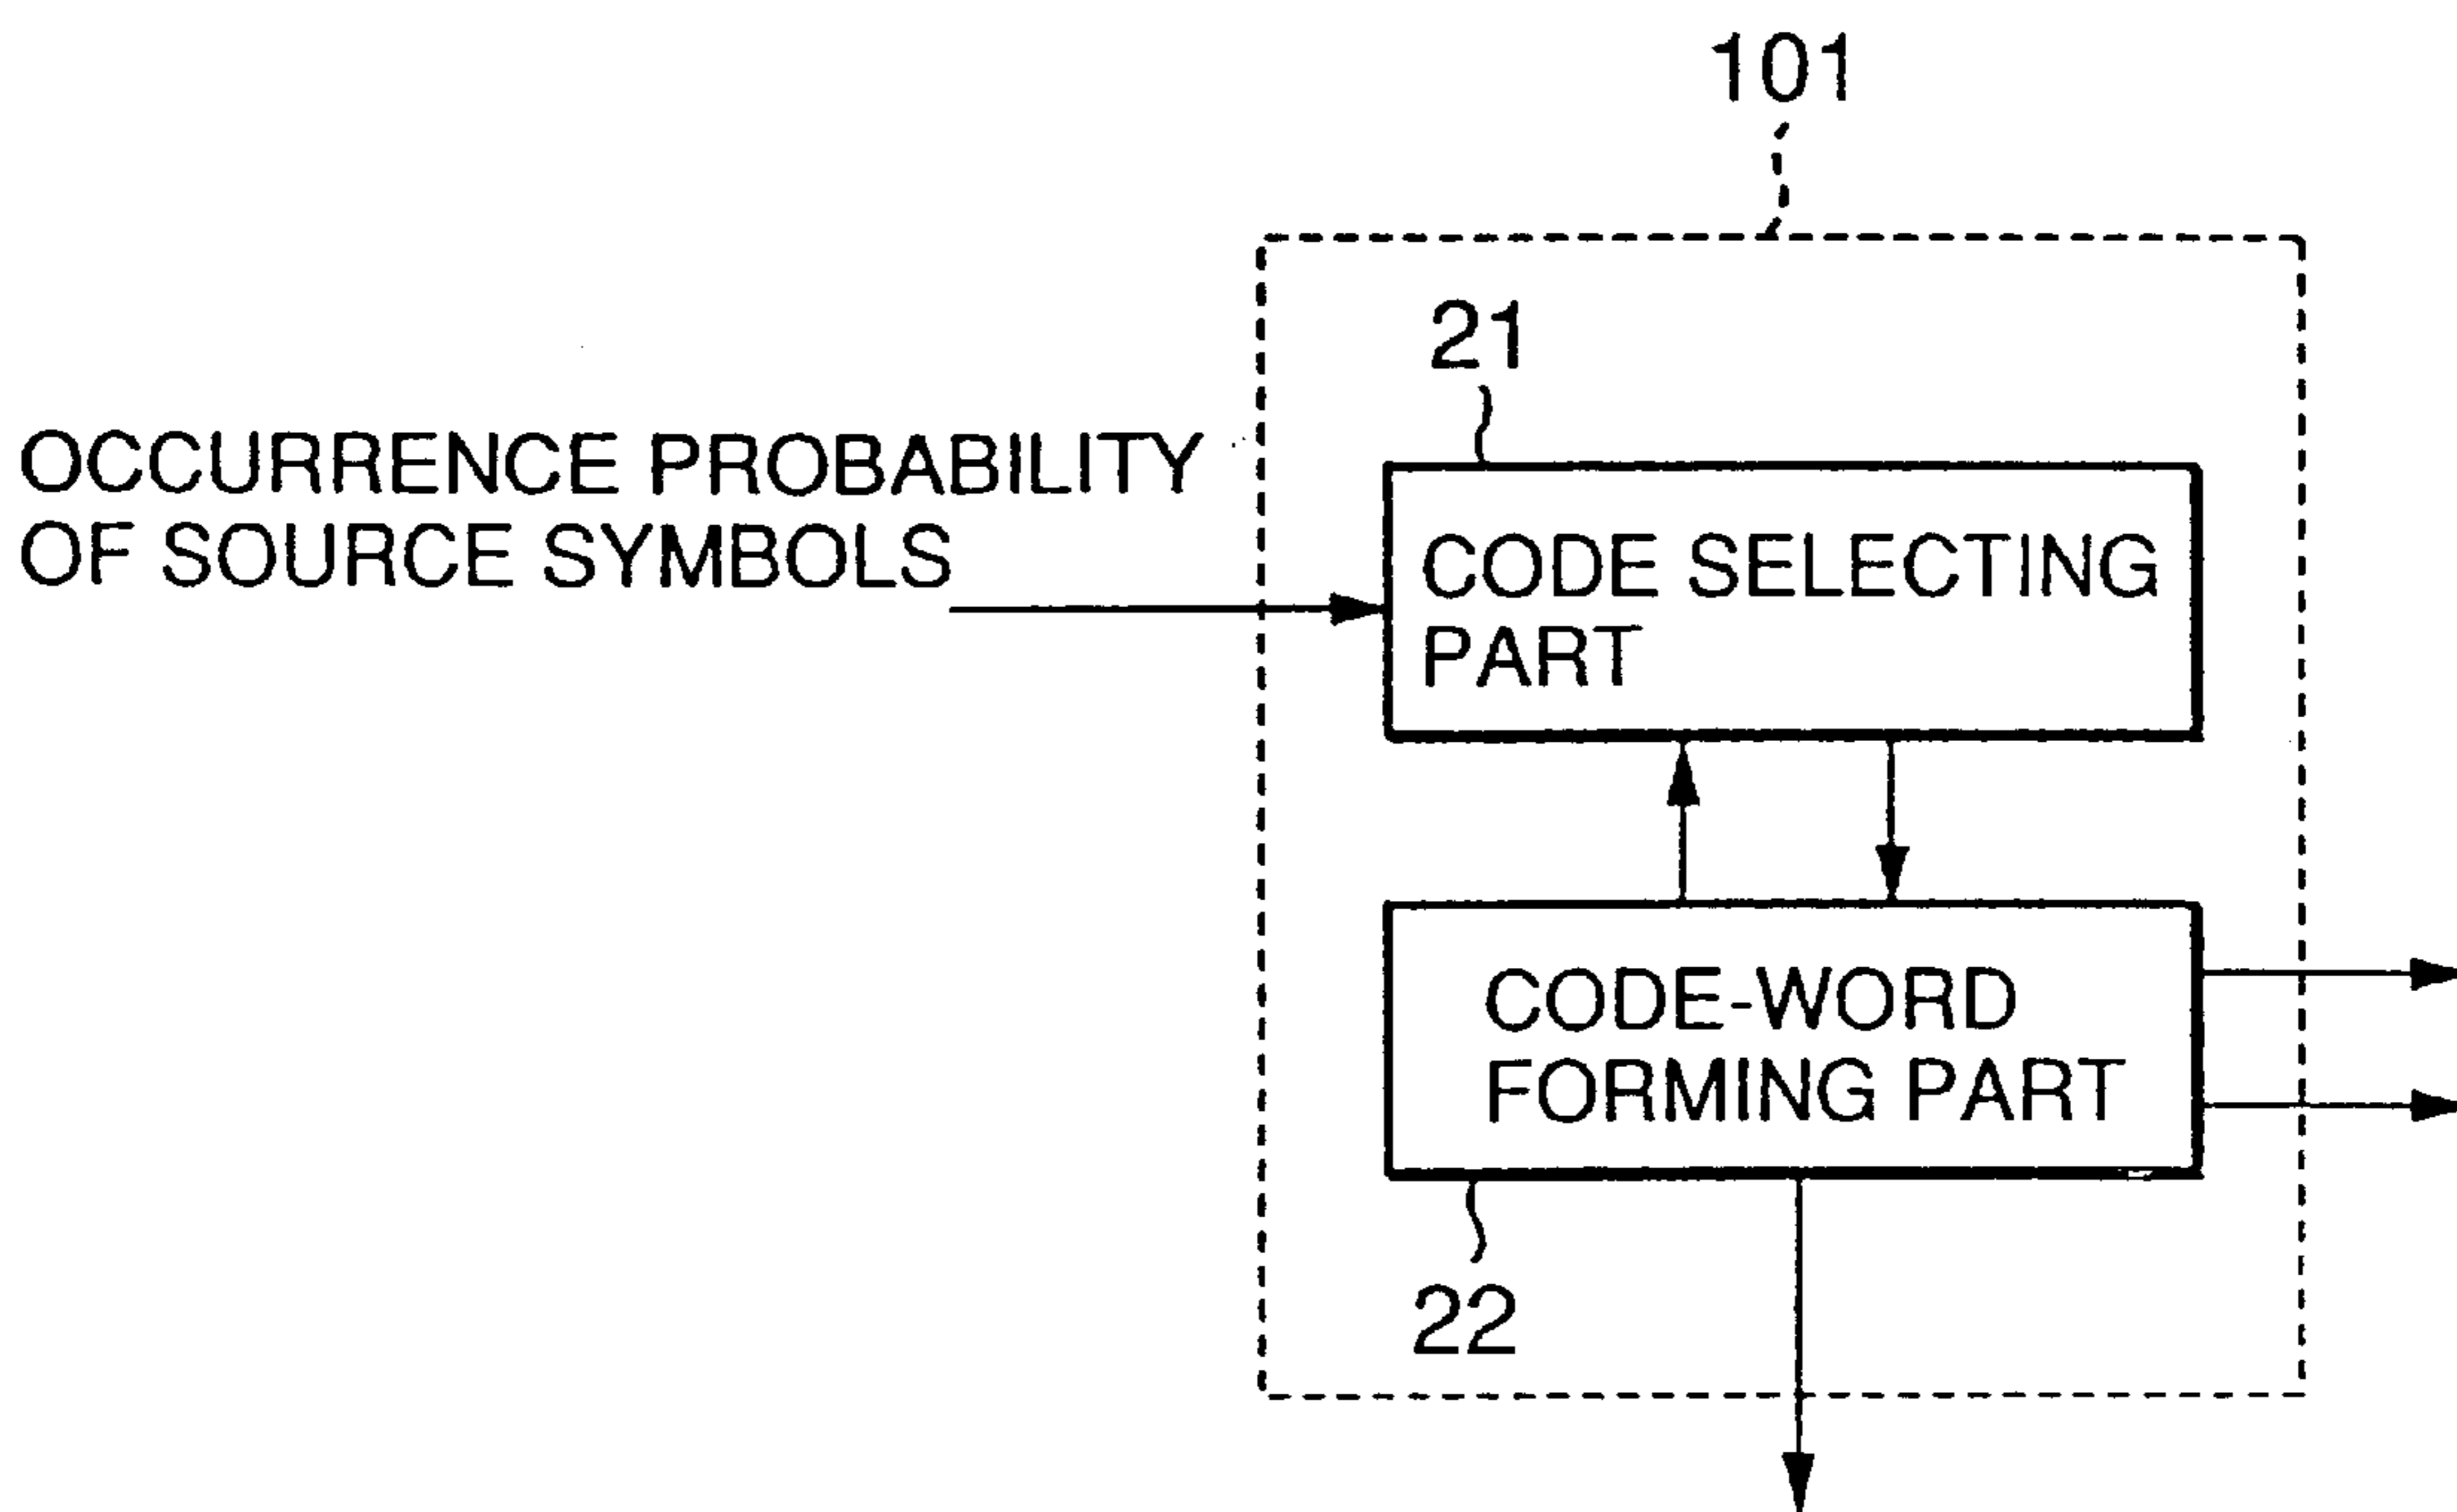 101
21
OCCURRENCE PROBABILITY
OF SOURCE SYMBOLS
CODE SELECTING
PART
CODE-WORD
FORMING PART
22